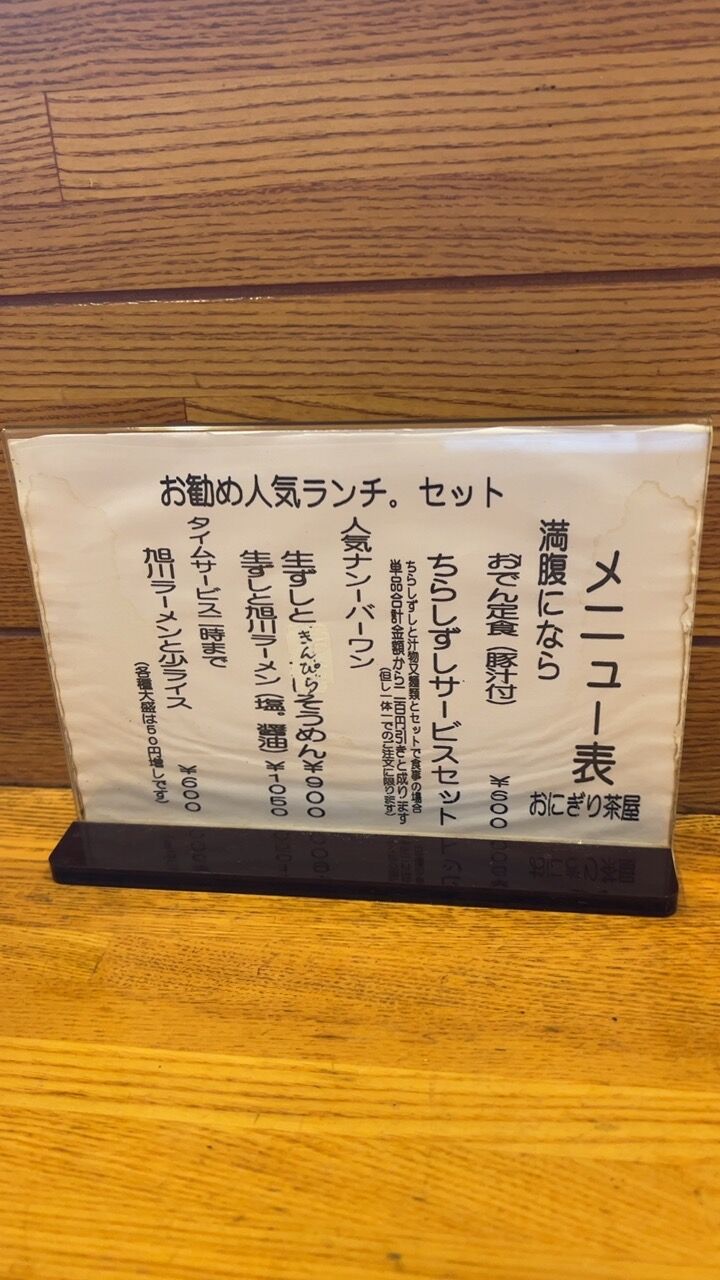 お勧め人気ランチ。セット
メニュー表
おにぎり茶屋
満腹になら
おでん定食（豚汁付） ¥900
ちらしずしサービスセット
ちらしずしと汁物又麺類とセットで食事の場合
単品合計金額から二百円引きと成ります
（但し一体一でのご注文に限ります）
人気ナンバーワン
生ずしときんぴらそうめん ¥900
生ずしと旭川ラーメン（塩。醤油） ¥1050
タイムサービス二時まで
旭川ラーメンと少ライス ¥600
（各種大盛は50円増しです）